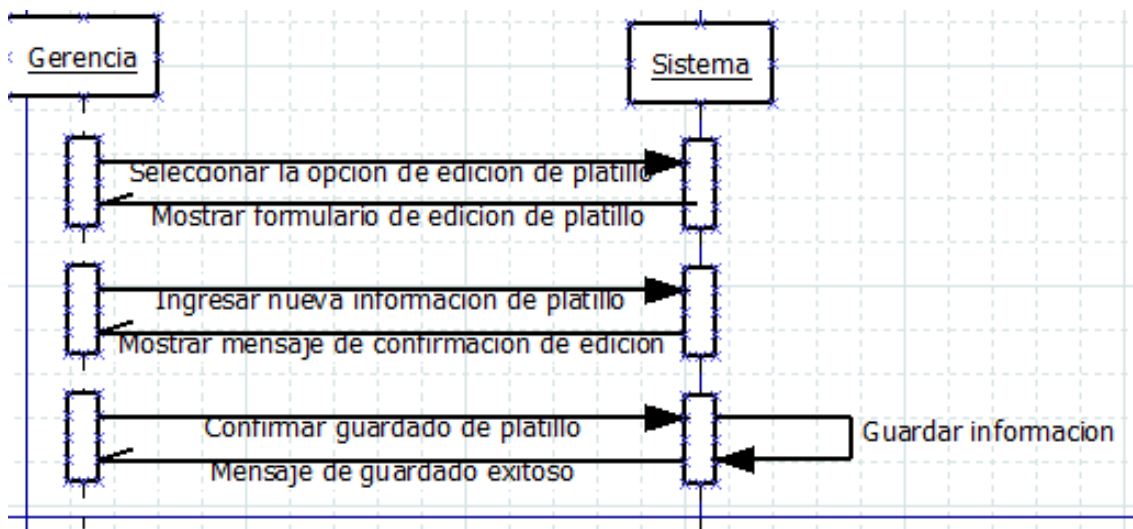 Gerencia
Sistema
Seleccionar la opcion de edicion de platillo
Mostrar formulario de edicion de platillo
Ingresar nueva informacion de platillo
Mostrar mensaje de confirmacion de edicion
Confirmar guardado de platillo
Guardar informacion
Mensaje de guardado exitoso